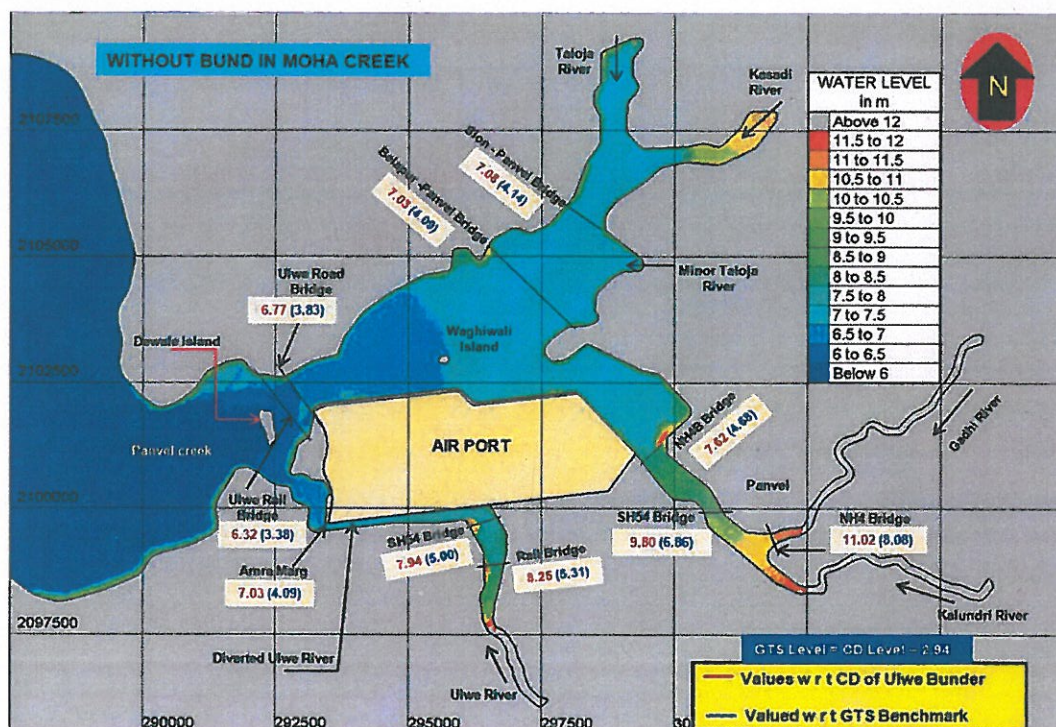 WITHOUT BUND IN MOHA CREEK
Taloja
River
Kasadi
River
N
WATER LEVEL
in m
Above 12
11.5 to 12
11 to 11.5
10.5 to 11
10 to 10.5
9.5 to 10
9 to 9.5
8.5 to 9
8 to 8.5
7.5 to 8
7 to 7.5
6.5 to 7
6 to 6.5
Below 6
2107500
Sion - Panvel Bridge
7.08 (4.14)
Belapur -Panvel Bridge
7.03 (4.09)
2105000
Ulwe Road
Bridge
6.77 (3.83)
Minor Taloja
River
Waghiwali
Island
Dewale Island
2102500
AIR PORT
NH4B Bridge
7.62 (4.68)
Gadhi River
Panvel creek
Panvel
2100000
Ulwe Rail
Bridge
6.32 (3.38)
SH54 Bridge
7.94 (5.00)
SH54 Bridge
9.80 (6.86)
NH4 Bridge
11.02 (8.08)
Rail Bridge
8.25 (5.31)
Amra Marg
7.03 (4.09)
Kalundri River
2097500
Diverted Ulwe River
Ulwe River
GTS Level = CD Level - 2.94
Values w r t CD of Ulwe Bunder
Valued w r t GTS Benchmark
290000
292500
295000
297500
30